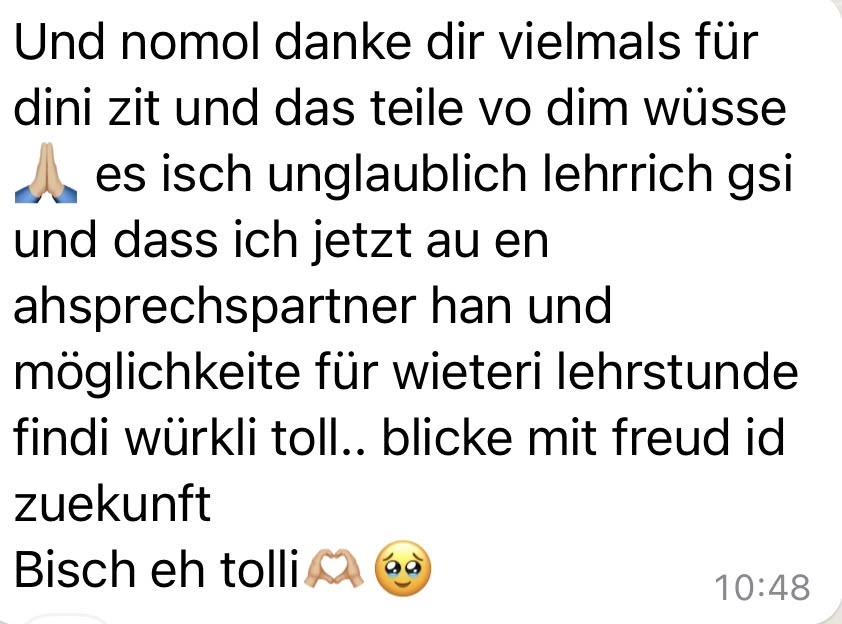 Und nomol danke dir vielmals für
dini zit und das teile vo dim wüsse
🙏🏼 es isch unglaublich lehrrich gsi
und dass ich jetzt au en
ahsprechspartner han und
möglichkeite für wieteri lehrstunde
findi würkli toll.. blicke mit freud id
zuekunft
Bisch eh tolli🫶🏼🥹
10:48